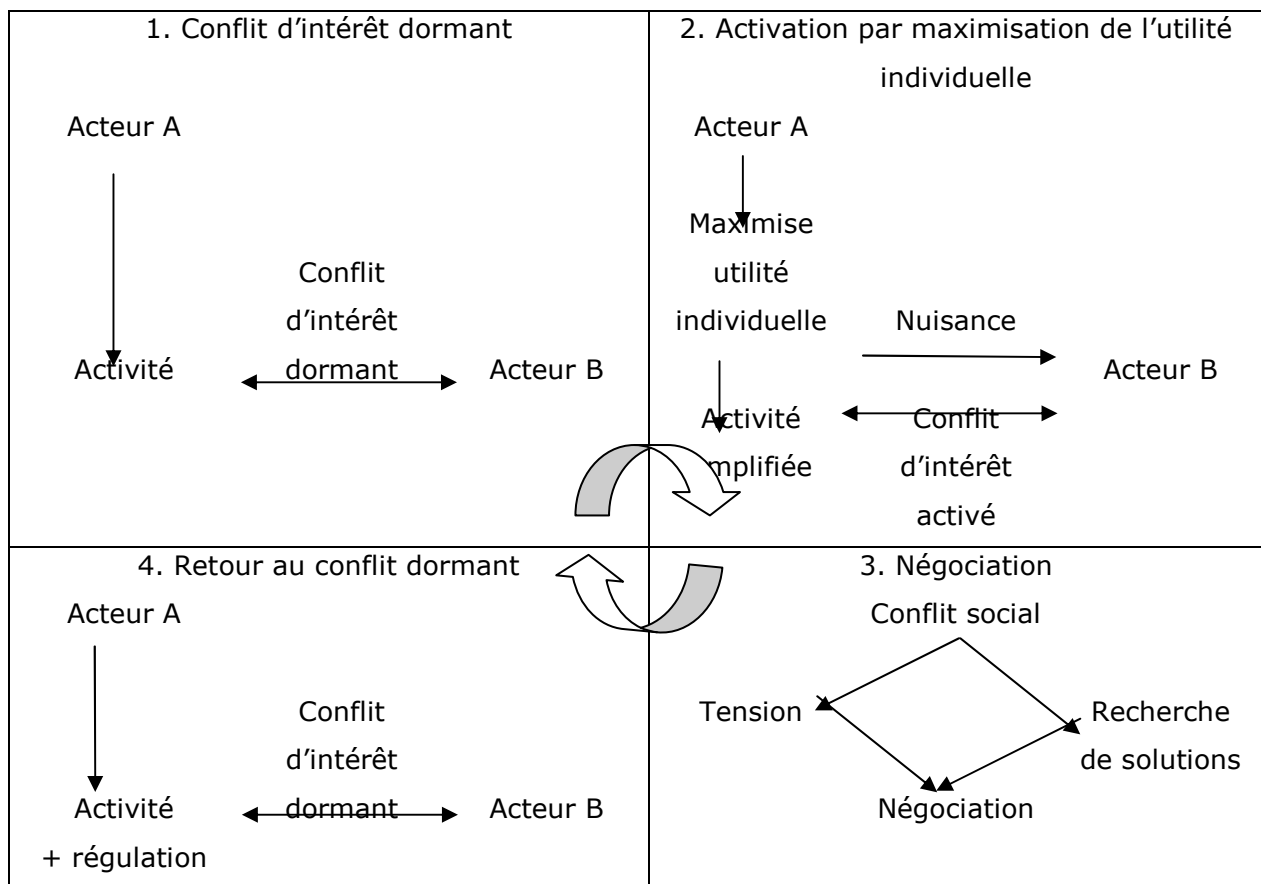 1. Conflit d’intérêt dormant
Acteur A
Conflit
d’intérêt
Activité
dormant
Acteur B
2. Activation par maximisation de l’utilité
individuelle
Acteur A
Maximise
utilité
individuelle
Nuisance
Acteur B
Activité
mplifiée
Conflit
d’intérêt
activé
4. Retour au conflit dormant
Acteur A
Conflit
d’intérêt
Activité
dormant
Acteur B
+ régulation
3. Négociation
Conflit social
Tension
Recherche
de solutions
Négociation